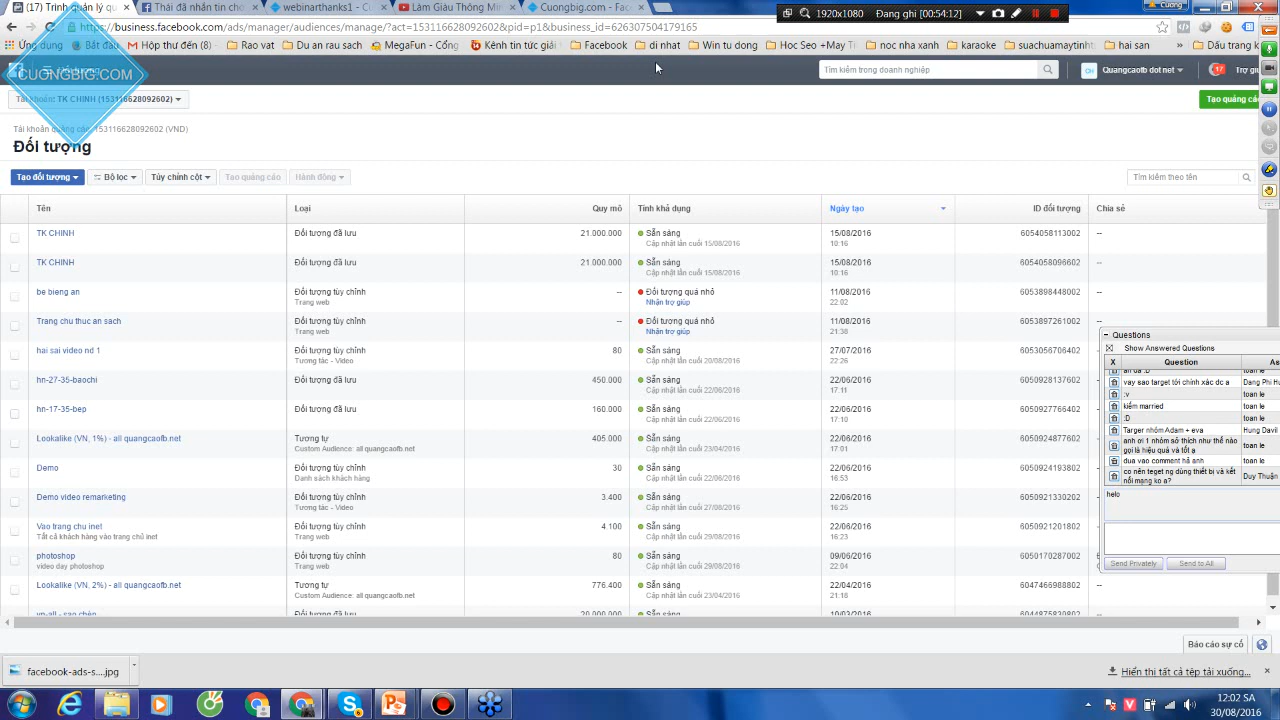 (17) Trình quản lý qu
Thảo nhắn tin cho
webinarthanks1 - Goog
Làm Giàu Thông
Chungbig.com - Faceb
Cuong
1920x1080 Đang ghi [00:54:12]
https://business.facebook.com/ads/manager/audiences/manager/?act=153116628092602&pid=p1&business_id=626307504179165
Ứng dụng
Bắt đầu
Hộp thư đến (8)
Rao vat
Du an rau sach
MegaFun - Cổng
Kênh kiến tức giá
Facebook
di nhat
Win tu dong
Hoc Seo +May T
noc nha xanh
karaoke
suachuamaytinh
hai san
»
Dấu trang k
CUONGBIG.COM
Tìm kiếm trong doanh nghiệp
Quangcaofb dot net
17
Trợ giú
Tài khoản: TK CHINH (153116628092602)
Tạo quảng cáo
Tài khoản quảng cáo: 153116628092602 (VND)
Đối tượng
Tạo đối tượng
Bộ lọc
Tùy chỉnh cột
Tạo quảng cáo
Hành động
Tìm kiếm theo tên
Tên Loại Quy mô Tính khả dụng Ngày tạo ID đối tượng Chia sẻ
TK CHINH Đối tượng đã lưu 21.000.000 Sẵn sàng 15/08/2016 6054058113002 --
Cập nhật lần cuối 15/08/2016 10:16
TK CHINH Đối tượng đã lưu 21.000.000 Sẵn sàng 15/08/2016 6054058096602 --
Cập nhật lần cuối 15/08/2016 10:16
be bieng an Đối tượng tùy chỉnh -- Đối tượng quá nhỏ 11/08/2016 6053898448002 --
Trang web Nhận trợ giúp 22:02
Trang chu thuc an sach Đối tượng tùy chỉnh -- Đối tượng quá nhỏ 11/08/2016 6053897261002
Trang web Nhận trợ giúp 21:38
hai sai video nd 1 Đối tượng tùy chỉnh 80 Sẵn sàng 27/07/2016 6053056706402
Tương tác - Video Cập nhật lần cuối 20/08/2016 22:26
hn-27-35-baochi Đối tượng đã lưu 450.000 Sẵn sàng 22/06/2016 6050928137602
Cập nhật lần cuối 22/06/2016 17:11
hn-17-35-bep Đối tượng đã lưu 160.000 Sẵn sàng 22/06/2016 6050927766402
Cập nhật lần cuối 22/06/2016 17:10
Lookalike (VN, 1%) - all quangcaofb.net Tương tự 405.000 Sẵn sàng 22/06/2016 6050924877602
Custom Audience: all quangcaofb.net Cập nhật lần cuối 23/04/2016 17:01
Demo Đối tượng tùy chỉnh 30 Sẵn sàng 22/06/2016 6050924193802
Danh sách khách hàng Cập nhật lần cuối 22/06/2016 16:53
Demo video remarketing Đối tượng tùy chỉnh 3.400 Sẵn sàng 22/06/2016 6050921330202
Tương tác - Video Cập nhật lần cuối 27/08/2016 16:25
Vao trang chu inet Đối tượng tùy chỉnh 4.100 Sẵn sàng 22/06/2016 6050921201802
Tất cả khách hàng vào trang chủ inet Trang web Cập nhật lần cuối 29/08/2016 16:23
photoshop Đối tượng tùy chỉnh 80 Sẵn sàng 09/06/2016 6050170287002
video day photoshop Trang web Cập nhật lần cuối 29/08/2016 22:04
Lookalike (VN, 2%) - all quangcaofb.net Tương tự 776.400 Sẵn sàng 22/04/2016 6047466988802 --
Custom Audience: all quangcaofb.net Cập nhật lần cuối 23/04/2016 21:18
vn-all - sao chép Đối tượng đã lưu 20.000.000 Sẵn sàng 10/03/2016 6044875839802 --
Questions
Show Answered Questions
X Question As
an da :D
vay sao target tới chính xác dc a Dang Phi Hu
:v toan le
kiểm married toan le
:D toan le
Targer nhóm Adam + eva Hung Davil
anh ơi 1 nhóm sở thích như thế nào
gọi là hiệu quả và tốt ạ toan le
dua vao comment hả anh toan le
co nên teget ng dùng thiết bị và kết
nối mạng ko a? Duy Thuận
helo
Send Privately Send to All
Báo cáo sự cố
facebook-ads-s....jpg
Hiển thị tất cả tệp tải xuống...
12:02 SA
30/08/2016